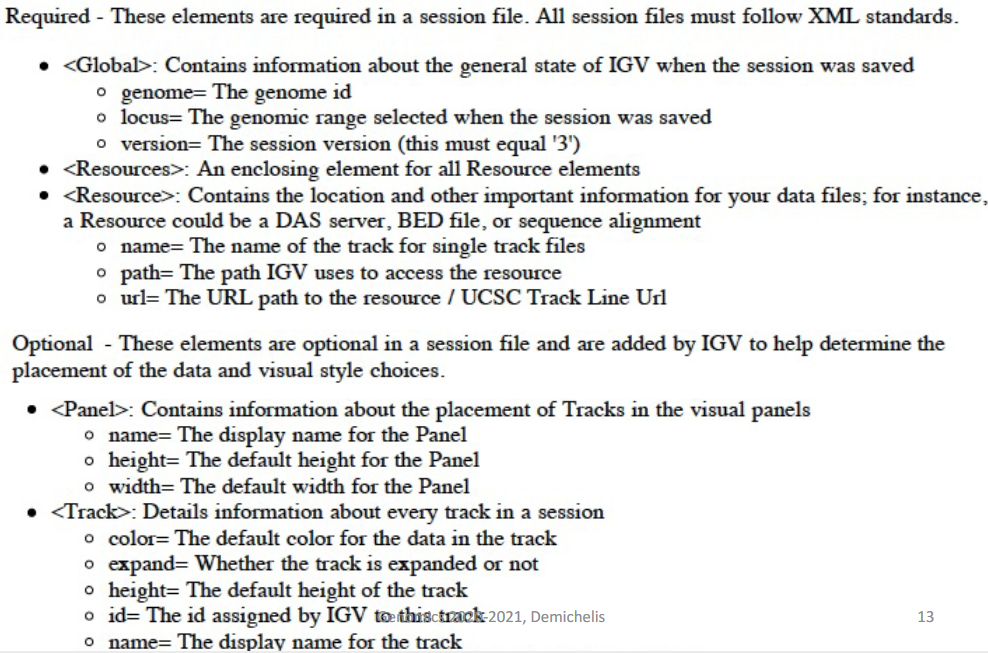 Required - These elements are required in a session file. All session files must follow XML standards.
• <Global>: Contains information about the general state of IGV when the session was saved
◦ genome= The genome id
◦ locus= The genomic range selected when the session was saved
◦ version= The session version (this must equal '3')
• <Resources>: An enclosing element for all Resource elements
• <Resource>: Contains the location and other important information for your data files; for instance,
a Resource could be a DAS server, BED file, or sequence alignment
◦ name= The name of the track for single track files
◦ path= The path IGV uses to access the resource
◦ url= The URL path to the resource / UCSC Track Line Url
Optional - These elements are optional in a session file and are added by IGV to help determine the
placement of the data and visual style choices.
• <Panel>: Contains information about the placement of Tracks in the visual panels
◦ name= The display name for the Panel
◦ height= The default height for the Panel
◦ width= The default width for the Panel
• <Track>: Details information about every track in a session
◦ color= The default color for the data in the track
◦ expand= Whether the track is expanded or not
◦ height= The default height of the track
◦ id= The id assigned by IGV to this track
2020-2021, Demichelis
13
◦ name= The display name for the track